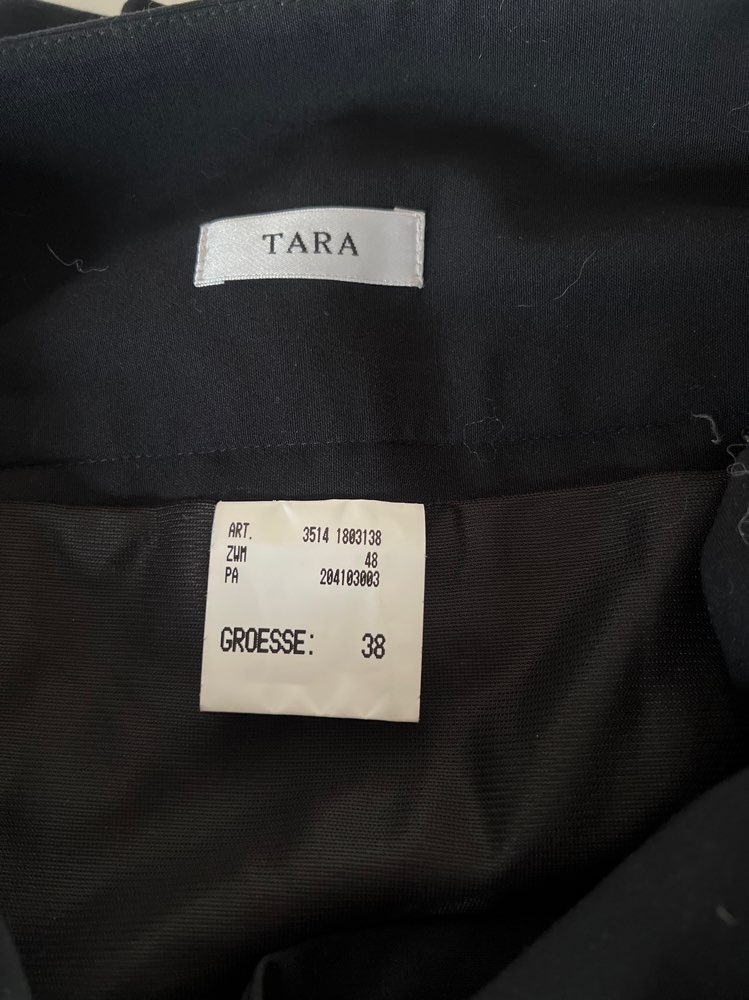 TARA
ART. 3514 1803138
ZWM 48
PA 204103003
GROESSE: 38